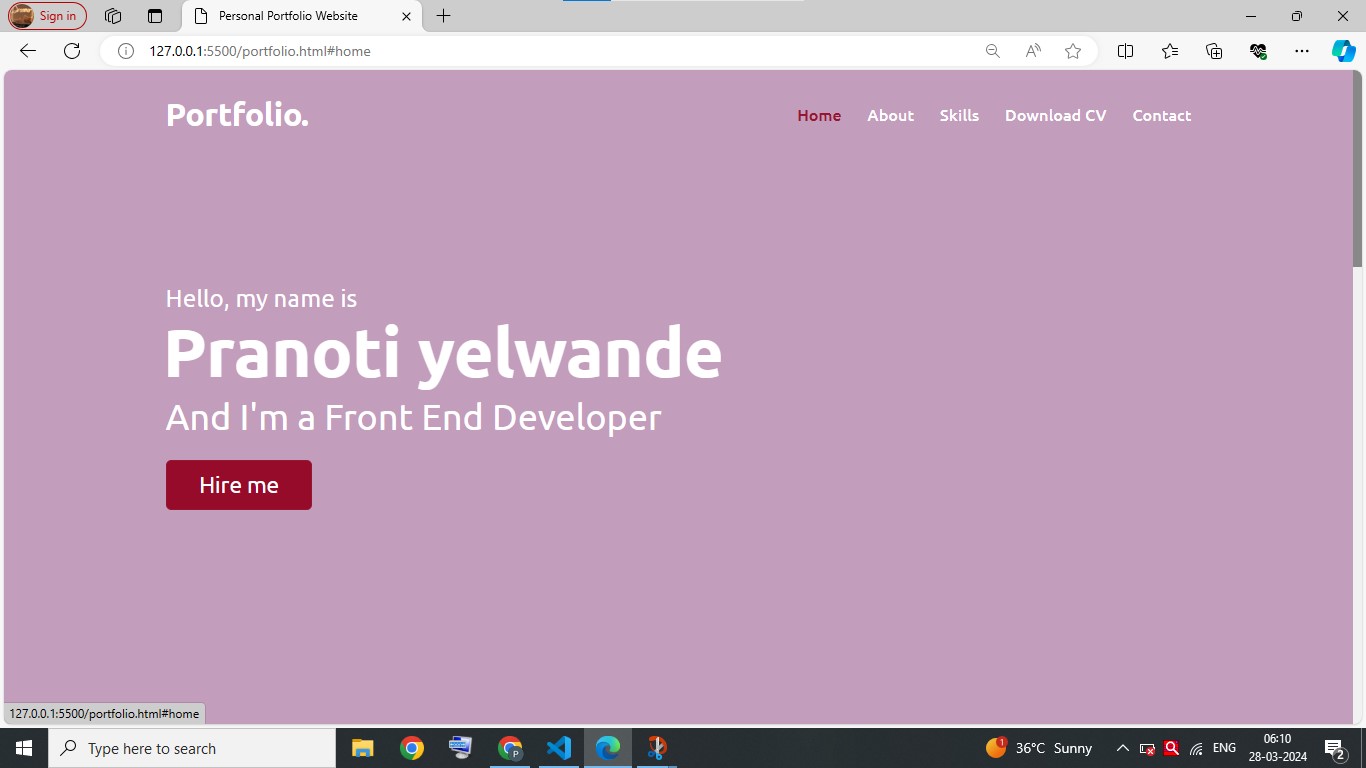 Sign in
Personal Portfolio Website
127.0.0.1:5500/portfolio.html#home
Portfolio.
Home About Skills Download CV Contact
Hello, my name is
Pranoti yelwande
And I'm a Front End Developer
Hire me
127.0.0.1:5500/portfolio.html#home
Type here to search
P
1
36°C Sunny
ENG
06:10
28-03-2024
2